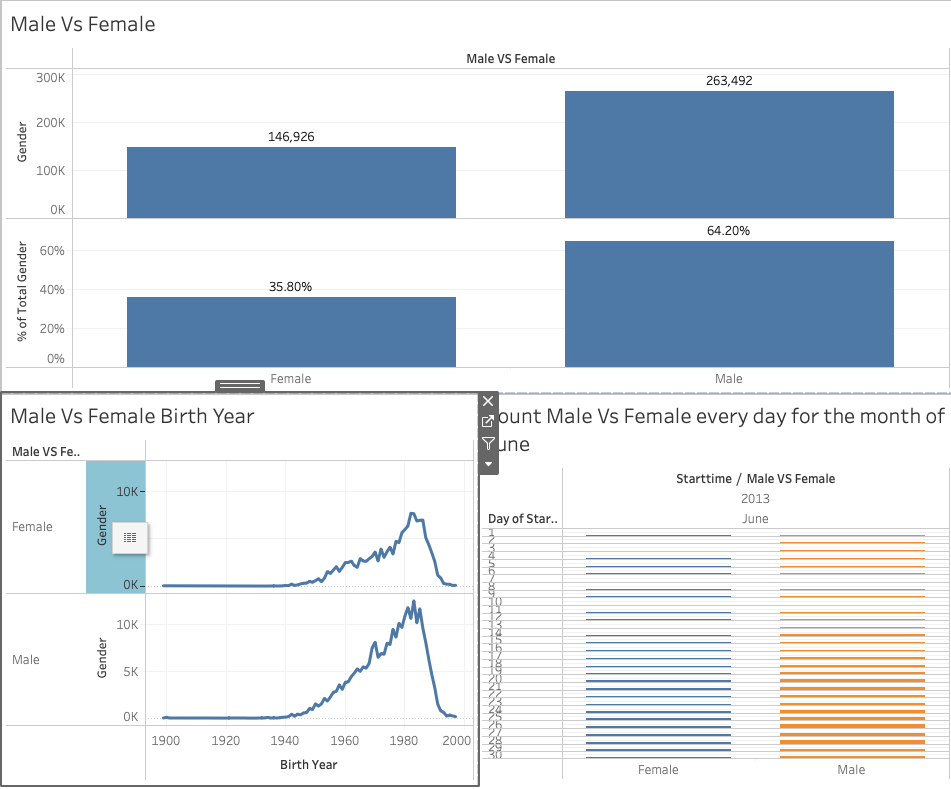 Male Vs Female
Male VS Female
300K
200K
100K
0K
Gender
146,926
263,492
60%
40%
20%
0%
% of Total Gender
35.80%
64.20%
Female
Male
Male Vs Female Birth Year
Male VS Fe..
Female
Gender
10K
0K
Male
Gender
10K
5K
0K
1900
1920
1940
1960
1980
2000
Birth Year
ount Male Vs Female every day for the month of
une
Starttime / Male VS Female
2013
Day of Star..
June
1
2
3
4
5
6
7
8
9
10
11
12
13
14
15
16
17
18
19
20
21
22
23
24
25
26
27
28
29
30
Female
Male